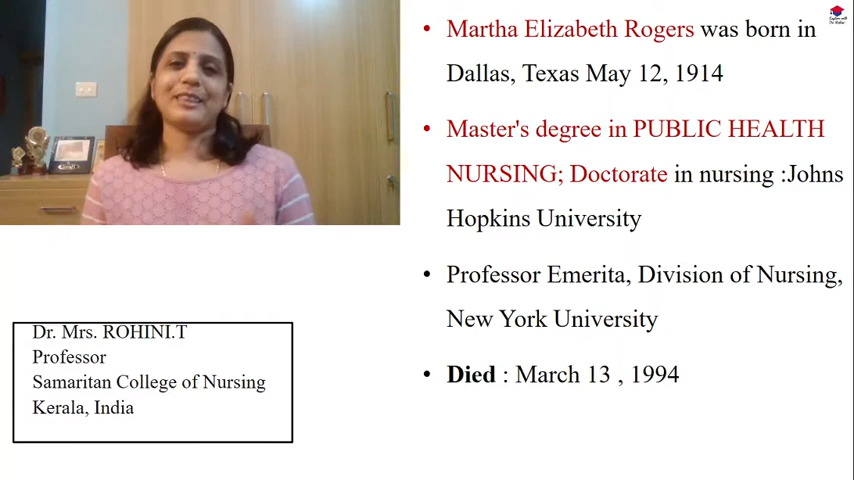 Martha Elizabeth Rogers was born in
Dallas, Texas May 12, 1914
Master's degree in PUBLIC HEALTH
NURSING; Doctorate in nursing :Johns
Hopkins University
Professor Emerita, Division of Nursing,
New York University
Died : March 13 , 1994
Dr. Mrs. ROHINI.T
Professor
Samaritan College of Nursing
Kerala, India